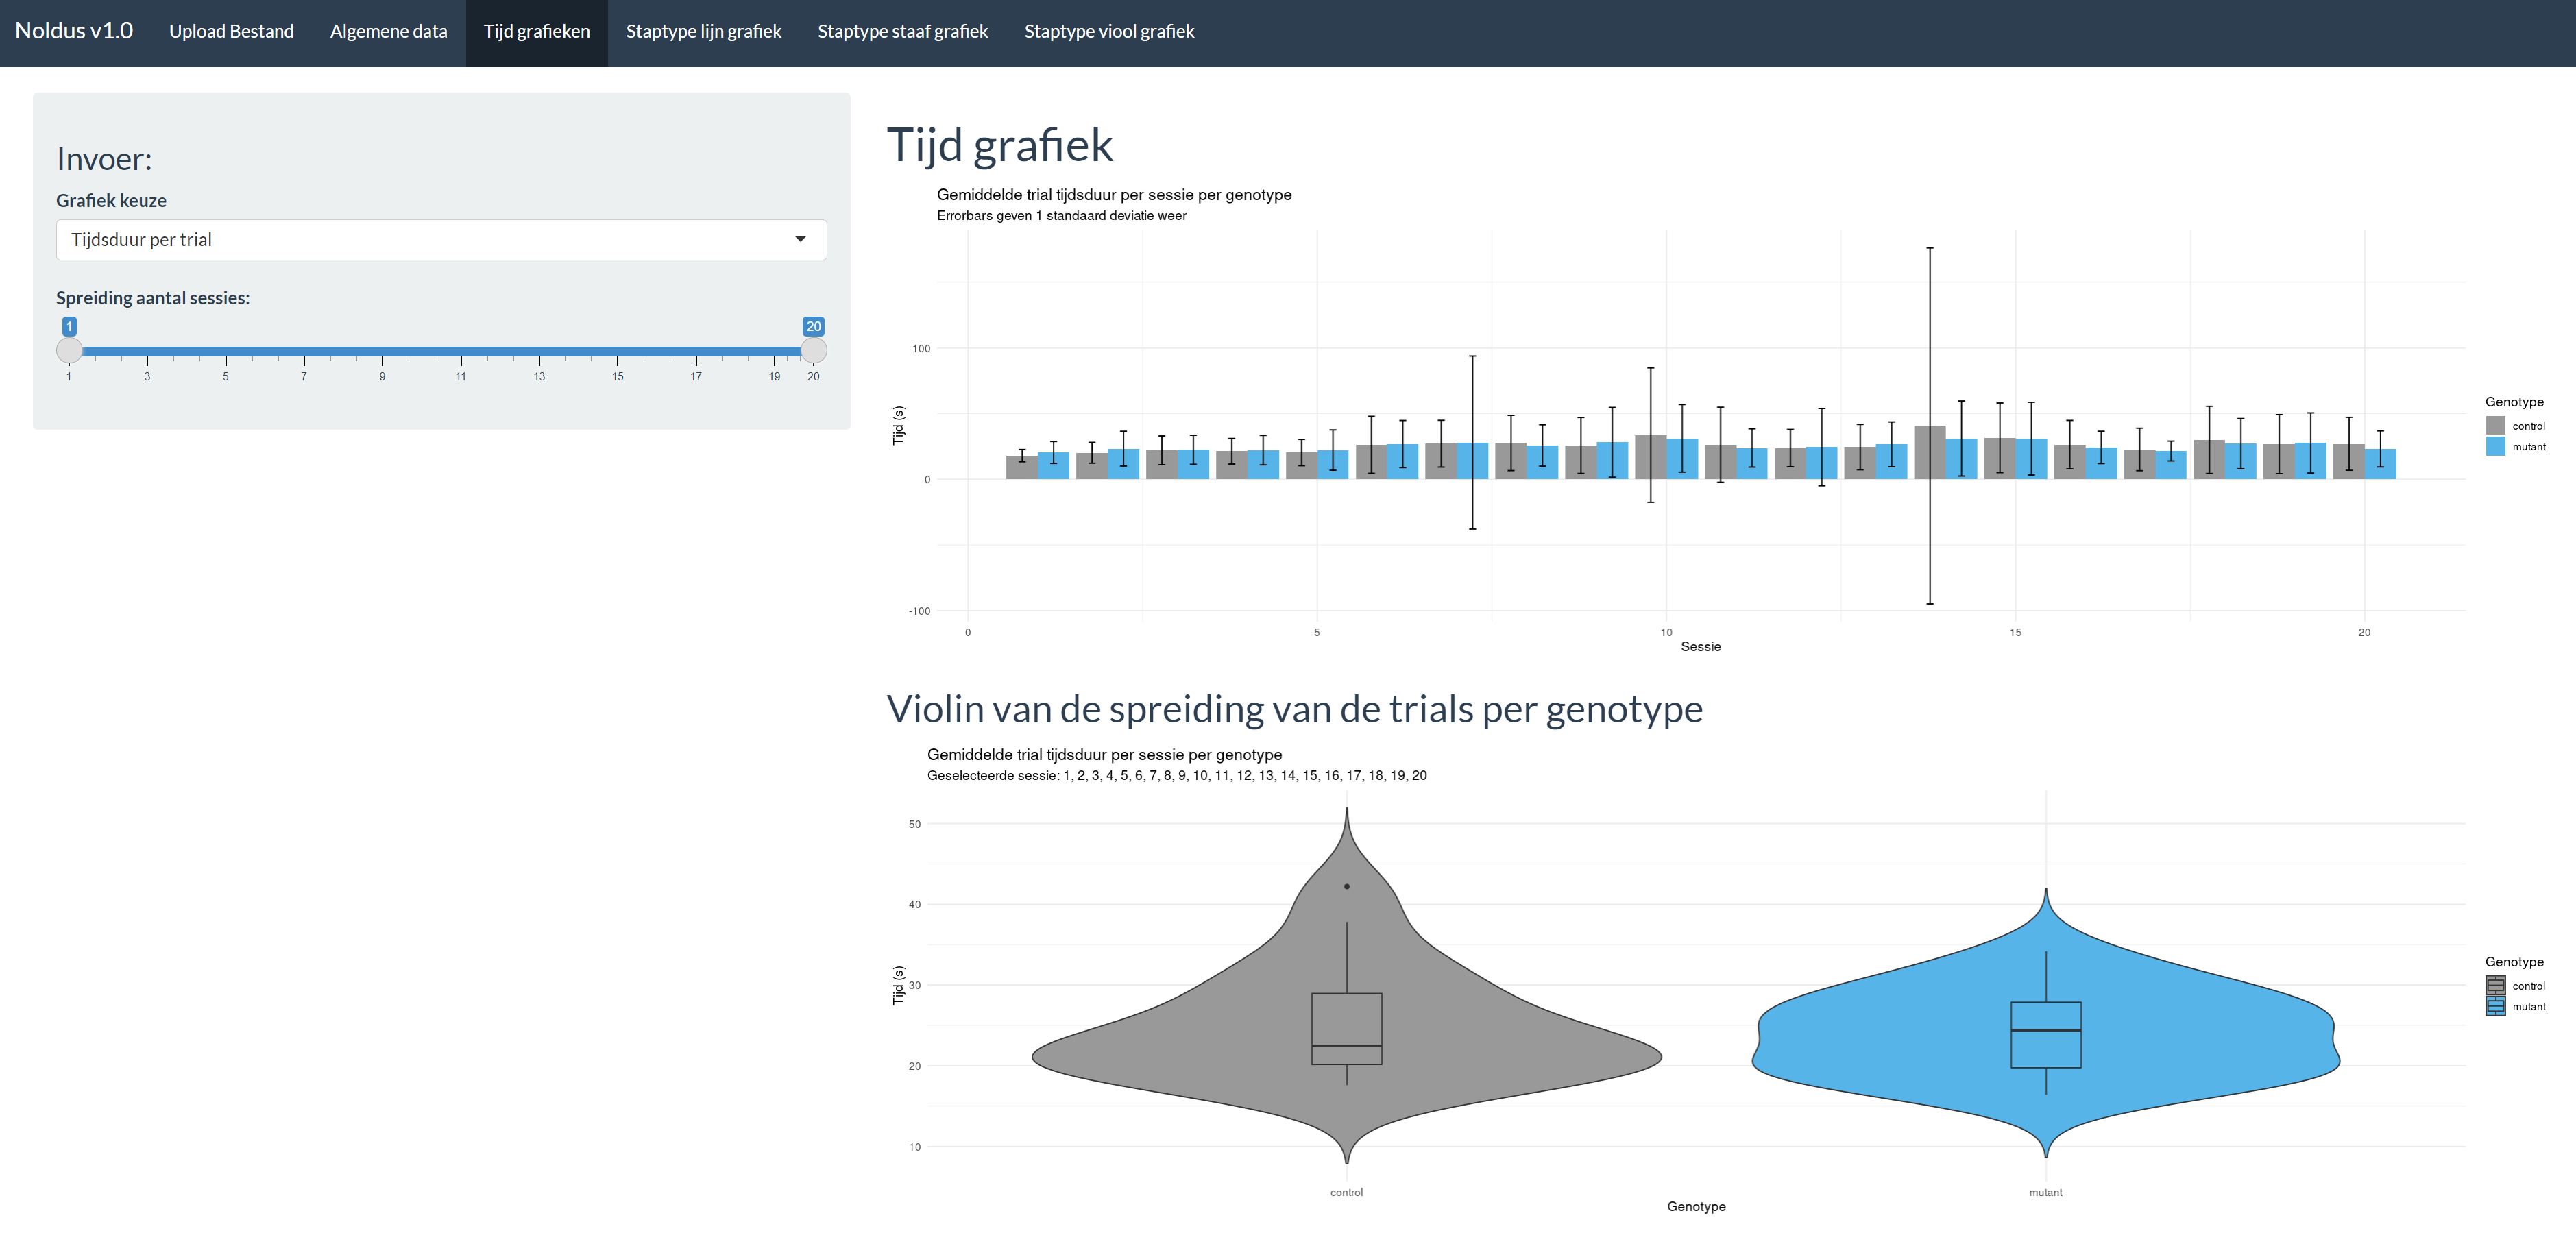 Noldus v1.0 Upload Bestand Algemene data Tijd grafieken Staptype lijn grafiek Staptype staaf grafiek Staptype viool grafiek
Invoer:
Grafiek keuze
Tijdsduur per trial
Spreiding aantal sessies:
1 20
1 3 5 7 9 11 13 15 17 19 20
Tijd grafiek
Gemiddelde trial tijdsduur per sessie per genotype
Errorbars geven 1 standaard deviatie weer
100
0
-100
Tijd (s)
0 5 10 15 20
Sessie
Genotype
control
mutant
Violin van de spreiding van de trials per genotype
Gemiddelde trial tijdsduur per sessie per genotype
Geselecteerde sessie: 1, 2, 3, 4, 5, 6, 7, 8, 9, 10, 11, 12, 13, 14, 15, 16, 17, 18, 19, 20
50
40
30
20
10
Tijd (s)
control mutant
Genotype
Genotype
control
mutant